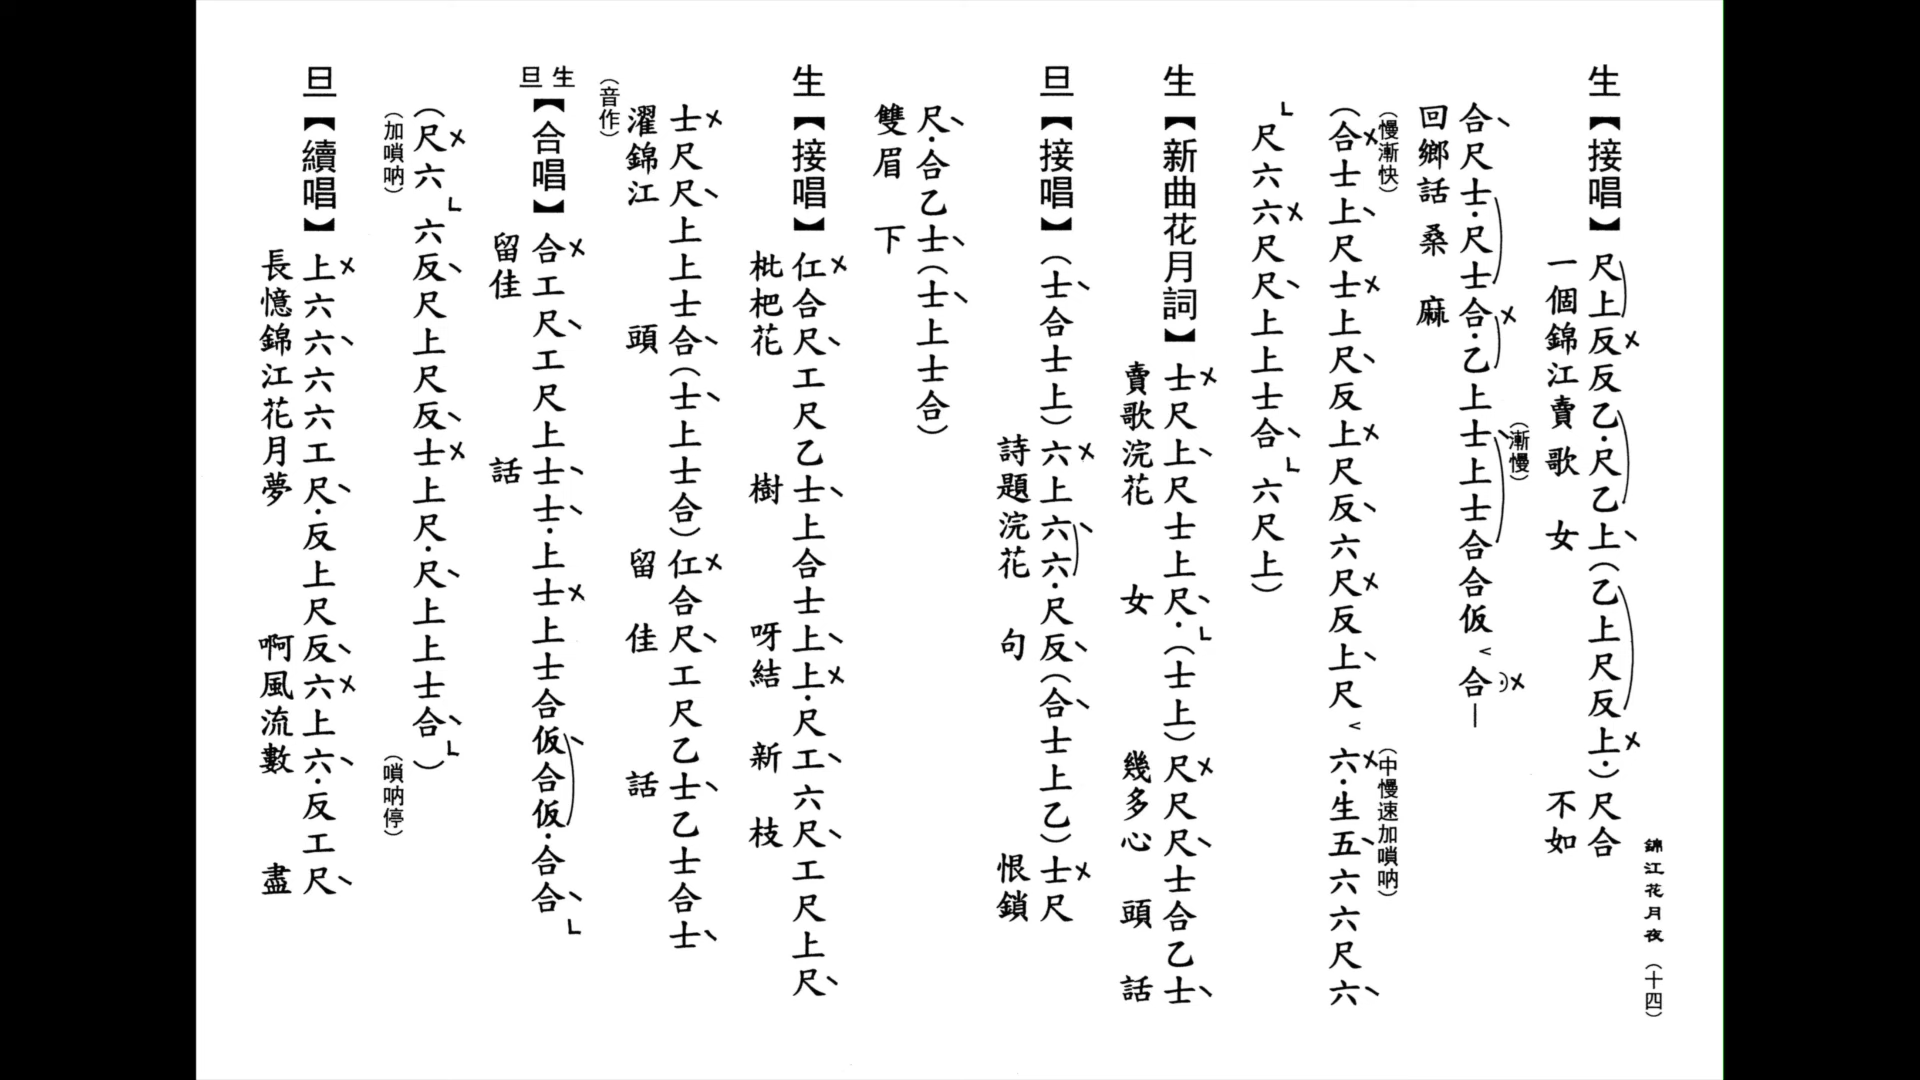 錦江花月夜（十四）
生【接唱】尺上反反乙·尺乙上（乙上尺反上·）尺合
一個錦江賣歌女不如
（漸慢）
合尺士·尺士合·乙上士上士合合仮<合—
回鄉話桑麻
（慢漸快）（中慢速加嗩吶）
（合士上尺士上尺反上尺反六尺反上尺<六·生五六六尺六
└尺六六尺尺上上士合└六尺上）
生【新曲花月詞】士尺上尺士上尺·└（士上）尺尺尺士合乙士
賣歌浣花女幾多心頭話
旦【接唱】（士合士上）六上六六·尺反（合士上乙）士尺
詩題浣花句恨鎖
尺·合乙士（士上士合）
雙眉下
生【接唱】仜合尺工尺乙士上合士上上·尺工六尺工尺上尺
枇杷花樹呀結新枝
士尺尺上上士合（士上士合）仜合尺工尺乙士乙士合士
濯錦江頭留佳話
（音作）
生旦【合唱】合工尺工尺上士士·上士上士合仮合仮·合合└
留佳話
（尺六└六反尺上尺反士上尺·尺上上士合└）
（加嗩吶）（嗩吶停）
旦【續唱】上六六六六工尺·反上尺反六上六·反工尺
長憶錦江花月夢啊風流數盡